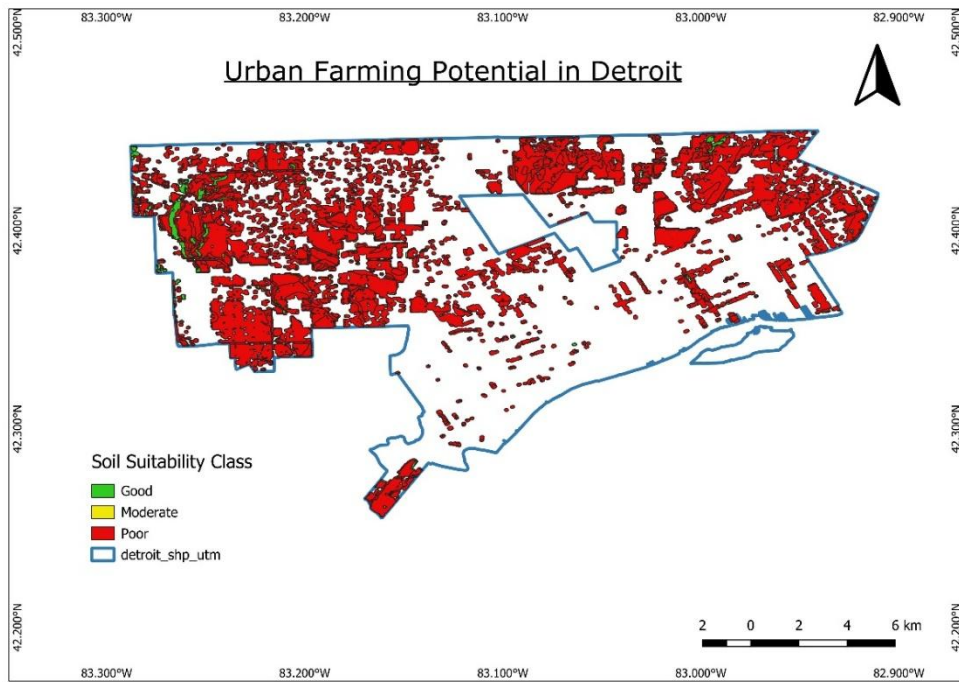 83.300°W 83.200°W 83.100°W 83.000°W 82.900°W
42.500°N 42.500°N
Urban Farming Potential in Detroit
42.400°N 42.400°N
42.300°N 42.300°N
Soil Suitability Class
Good
Moderate
Poor
detroit_shp_utm
42.200°N 42.200°N
2 0 2 4 6 km
83.300°W 83.200°W 83.100°W 83.000°W 82.900°W